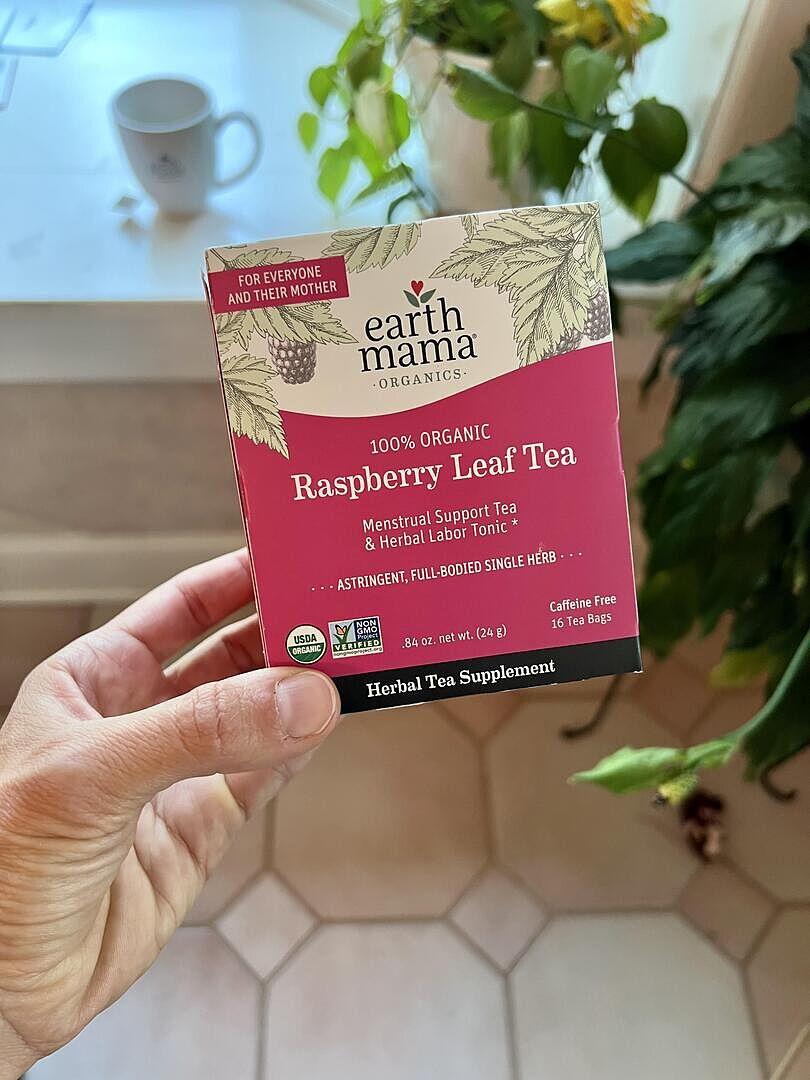 FOR EVERYONE
AND THEIR MOTHER
earth
mama®
·ORGANICS·
100% ORGANIC
Raspberry Leaf Tea
Menstrual Support Tea
& Herbal Labor Tonic *
··· ASTRINGENT, FULL-BODIED SINGLE HERB ···
Caffeine Free
16 Tea Bags
USDA
ORGANIC
NON
GMO
Project
VERIFIED
nongmoproject.org
.84 oz. net wt. (24 g)
Herbal Tea Supplement